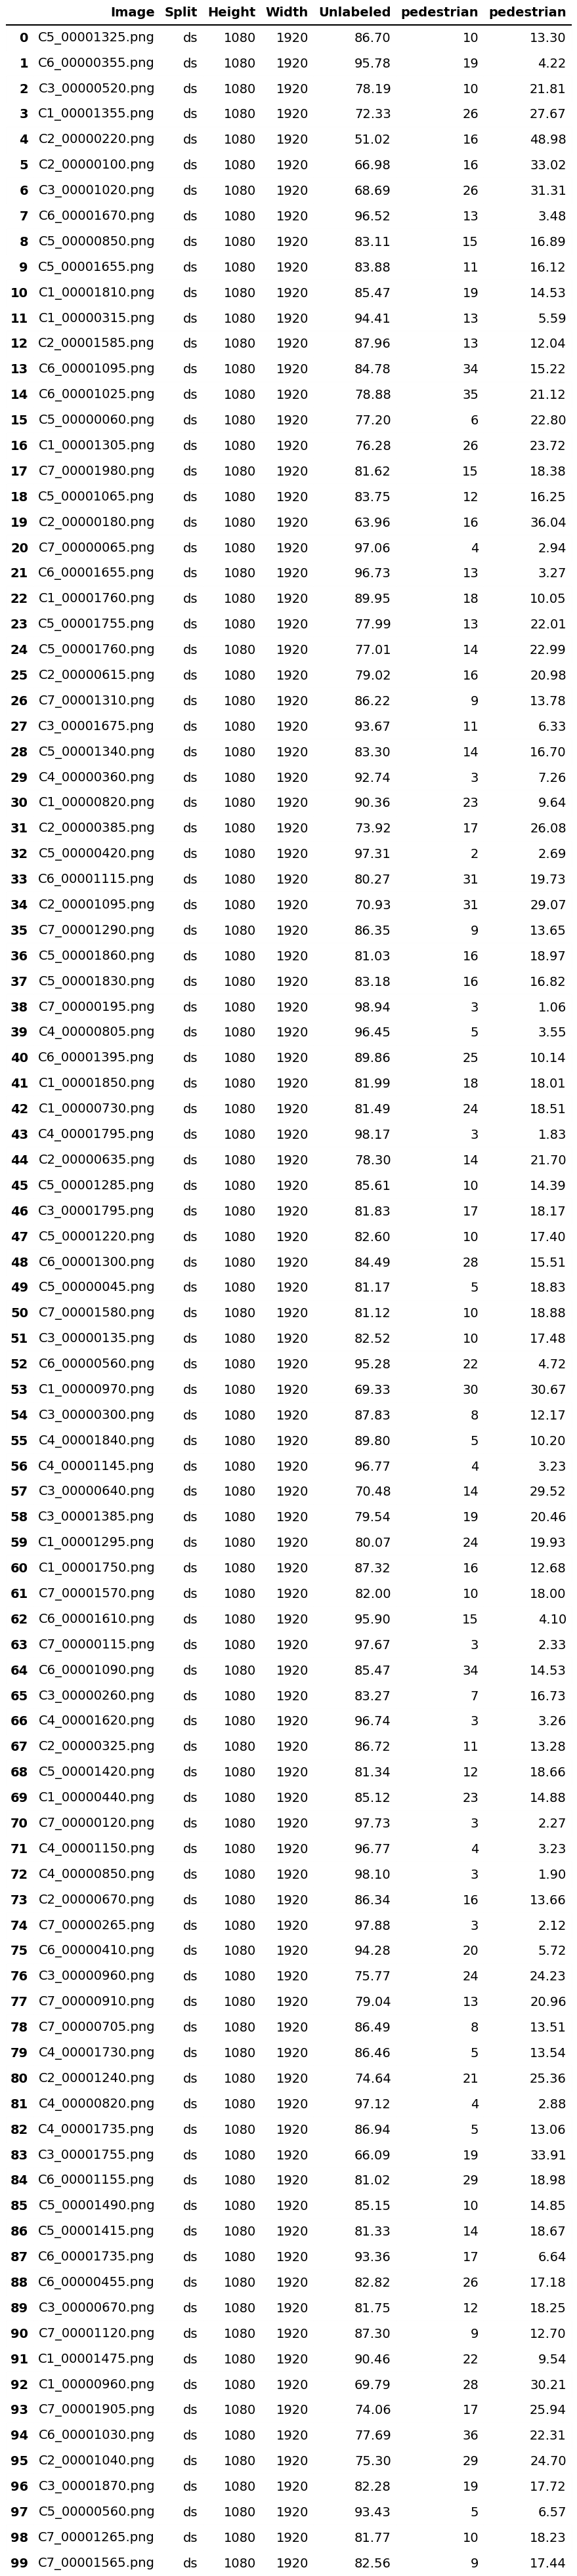 Image Split Height Width Unlabeled pedestrian pedestrian
0 C5_00001325.png ds 1080 1920 86.70 10 13.30
1 C6_00000355.png ds 1080 1920 95.78 19 4.22
2 C3_00000520.png ds 1080 1920 78.19 10 21.81
3 C1_00001355.png ds 1080 1920 72.33 26 27.67
4 C2_00000220.png ds 1080 1920 51.02 16 48.98
5 C2_00000100.png ds 1080 1920 66.98 16 33.02
6 C3_00001020.png ds 1080 1920 68.69 26 31.31
7 C6_00001670.png ds 1080 1920 96.52 13 3.48
8 C5_00000850.png ds 1080 1920 83.11 15 16.89
9 C5_00001655.png ds 1080 1920 83.88 11 16.12
10 C1_00001810.png ds 1080 1920 85.47 19 14.53
11 C1_00000315.png ds 1080 1920 94.41 13 5.59
12 C2_00001585.png ds 1080 1920 87.96 13 12.04
13 C6_00001095.png ds 1080 1920 84.78 34 15.22
14 C6_00001025.png ds 1080 1920 78.88 35 21.12
15 C5_00000060.png ds 1080 1920 77.20 6 22.80
16 C1_00001305.png ds 1080 1920 76.28 26 23.72
17 C7_00001980.png ds 1080 1920 81.62 15 18.38
18 C5_00001065.png ds 1080 1920 83.75 12 16.25
19 C2_00000180.png ds 1080 1920 63.96 16 36.04
20 C7_00000065.png ds 1080 1920 97.06 4 2.94
21 C6_00001655.png ds 1080 1920 96.73 13 3.27
22 C1_00001760.png ds 1080 1920 89.95 18 10.05
23 C5_00001755.png ds 1080 1920 77.99 13 22.01
24 C5_00001760.png ds 1080 1920 77.01 14 22.99
25 C2_00000615.png ds 1080 1920 79.02 16 20.98
26 C7_00001310.png ds 1080 1920 86.22 9 13.78
27 C3_00001675.png ds 1080 1920 93.67 11 6.33
28 C5_00001340.png ds 1080 1920 83.30 14 16.70
29 C4_00000360.png ds 1080 1920 92.74 3 7.26
30 C1_00000820.png ds 1080 1920 90.36 23 9.64
31 C2_00000385.png ds 1080 1920 73.92 17 26.08
32 C5_00000420.png ds 1080 1920 97.31 2 2.69
33 C6_00001115.png ds 1080 1920 80.27 31 19.73
34 C2_00001095.png ds 1080 1920 70.93 31 29.07
35 C7_00001290.png ds 1080 1920 86.35 9 13.65
36 C5_00001860.png ds 1080 1920 81.03 16 18.97
37 C5_00001830.png ds 1080 1920 83.18 16 16.82
38 C7_00000195.png ds 1080 1920 98.94 3 1.06
39 C4_00000805.png ds 1080 1920 96.45 5 3.55
40 C6_00001395.png ds 1080 1920 89.86 25 10.14
41 C1_00001850.png ds 1080 1920 81.99 18 18.01
42 C1_00000730.png ds 1080 1920 81.49 24 18.51
43 C4_00001795.png ds 1080 1920 98.17 3 1.83
44 C2_00000635.png ds 1080 1920 78.30 14 21.70
45 C5_00001285.png ds 1080 1920 85.61 10 14.39
46 C3_00001795.png ds 1080 1920 81.83 17 18.17
47 C5_00001220.png ds 1080 1920 82.60 10 17.40
48 C6_00001300.png ds 1080 1920 84.49 28 15.51
49 C5_00000045.png ds 1080 1920 81.17 5 18.83
50 C7_00001580.png ds 1080 1920 81.12 10 18.88
51 C3_00000135.png ds 1080 1920 82.52 10 17.48
52 C6_00000560.png ds 1080 1920 95.28 22 4.72
53 C1_00000970.png ds 1080 1920 69.33 30 30.67
54 C3_00000300.png ds 1080 1920 87.83 8 12.17
55 C4_00001840.png ds 1080 1920 89.80 5 10.20
56 C4_00001145.png ds 1080 1920 96.77 4 3.23
57 C3_00000640.png ds 1080 1920 70.48 14 29.52
58 C3_00001385.png ds 1080 1920 79.54 19 20.46
59 C1_00001295.png ds 1080 1920 80.07 24 19.93
60 C1_00001750.png ds 1080 1920 87.32 16 12.68
61 C7_00001570.png ds 1080 1920 82.00 10 18.00
62 C6_00001610.png ds 1080 1920 95.90 15 4.10
63 C7_00000115.png ds 1080 1920 97.67 3 2.33
64 C6_00001090.png ds 1080 1920 85.47 34 14.53
65 C3_00000260.png ds 1080 1920 83.27 7 16.73
66 C4_00001620.png ds 1080 1920 96.74 3 3.26
67 C2_00000325.png ds 1080 1920 86.72 11 13.28
68 C5_00001420.png ds 1080 1920 81.34 12 18.66
69 C1_00000440.png ds 1080 1920 85.12 23 14.88
70 C7_00000120.png ds 1080 1920 97.73 3 2.27
71 C4_00001150.png ds 1080 1920 96.77 4 3.23
72 C4_00000850.png ds 1080 1920 98.10 3 1.90
73 C2_00000670.png ds 1080 1920 86.34 16 13.66
74 C7_00000265.png ds 1080 1920 97.88 3 2.12
75 C6_00000410.png ds 1080 1920 94.28 20 5.72
76 C3_00000960.png ds 1080 1920 75.77 24 24.23
77 C7_00000910.png ds 1080 1920 79.04 13 20.96
78 C7_00000705.png ds 1080 1920 86.49 8 13.51
79 C4_00001730.png ds 1080 1920 86.46 5 13.54
80 C2_00001240.png ds 1080 1920 74.64 21 25.36
81 C4_00000820.png ds 1080 1920 97.12 4 2.88
82 C4_00001735.png ds 1080 1920 86.94 5 13.06
83 C3_00001755.png ds 1080 1920 66.09 19 33.91
84 C6_00001155.png ds 1080 1920 81.02 29 18.98
85 C5_00001490.png ds 1080 1920 85.15 10 14.85
86 C5_00001415.png ds 1080 1920 81.33 14 18.67
87 C6_00001735.png ds 1080 1920 93.36 17 6.64
88 C6_00000455.png ds 1080 1920 82.82 26 17.18
89 C3_00000670.png ds 1080 1920 81.75 12 18.25
90 C7_00001120.png ds 1080 1920 87.30 9 12.70
91 C1_00001475.png ds 1080 1920 90.46 22 9.54
92 C1_00000960.png ds 1080 1920 69.79 28 30.21
93 C7_00001905.png ds 1080 1920 74.06 17 25.94
94 C6_00001030.png ds 1080 1920 77.69 36 22.31
95 C2_00001040.png ds 1080 1920 75.30 29 24.70
96 C3_00001870.png ds 1080 1920 82.28 19 17.72
97 C5_00000560.png ds 1080 1920 93.43 5 6.57
98 C7_00001265.png ds 1080 1920 81.77 10 18.23
99 C7_00001565.png ds 1080 1920 82.56 9 17.44